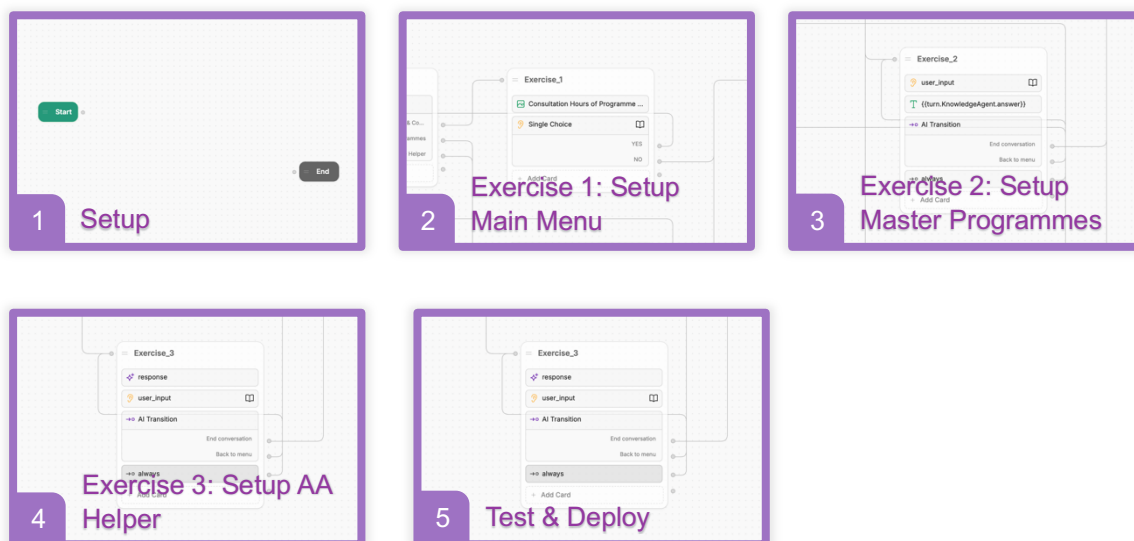 Start
End
1 Setup
Exercise_1
Consultation Hours of Programme ...
Single Choice
& Co...
ammes
Helper
YES
NO
+ Add Card
2 Exercise 1: Setup
Main Menu
Exercise_2
user_input
{{turn.KnowledgeAgent.answer}}
AI Transition
End conversation
Back to menu
always
+ Add Card
3 Exercise 2: Setup
Master Programmes
Exercise_3
response
user_input
AI Transition
End conversation
Back to menu
always
+ Add Card
4 Exercise 3: Setup AA
Helper
Exercise_3
response
user_input
AI Transition
End conversation
Back to menu
always
+ Add Card
5 Test & Deploy